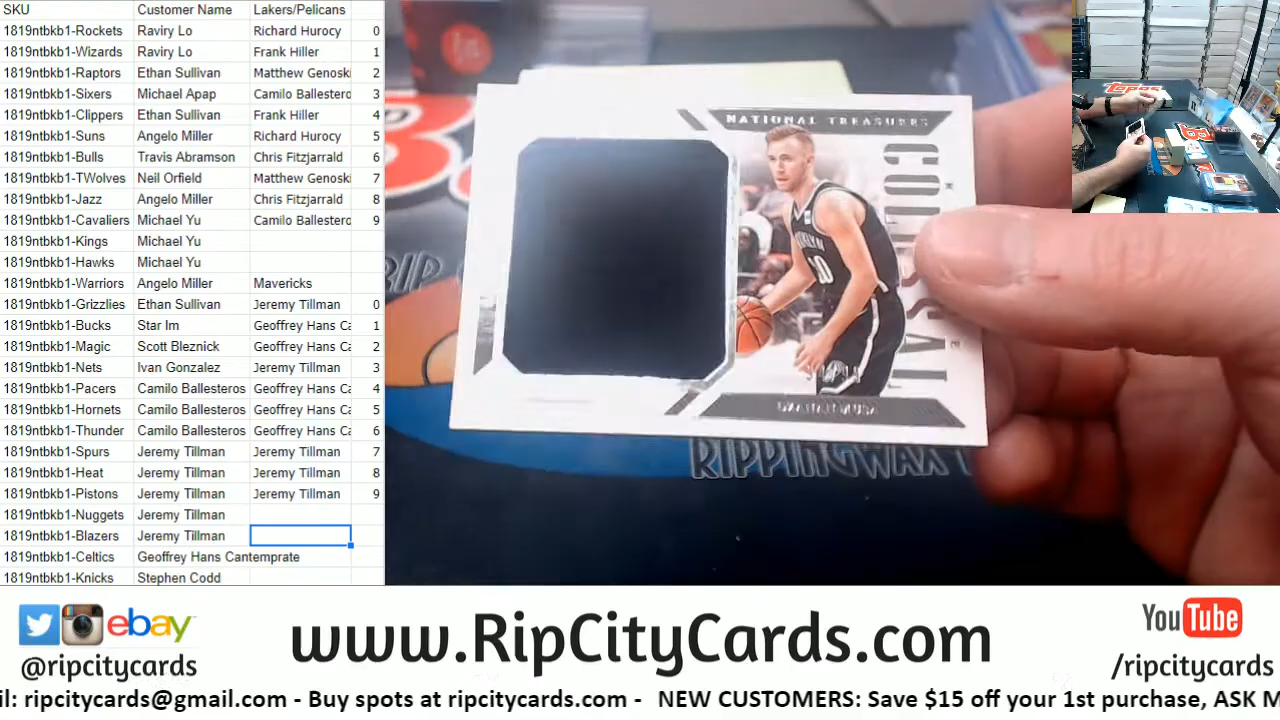 SKU Customer Name Lakers/Pelicans
1819ntbkb1-Rockets Raviry Lo Richard Hurocy 0
1819ntbkb1-Wizards Raviry Lo Frank Hiller 1
1819ntbkb1-Raptors Ethan Sullivan Matthew Genoski 2
1819ntbkb1-Sixers Michael Apap Camilo Ballestero 3
1819ntbkb1-Clippers Ethan Sullivan Frank Hiller 4
1819ntbkb1-Suns Angelo Miller Richard Hurocy 5
1819ntbkb1-Bulls Travis Abramson Chris Fitzjarrald 6
1819ntbkb1-TWolves Neil Orfield Matthew Genoski 7
1819ntbkb1-Jazz Angelo Miller Chris Fitzjarrald 8
1819ntbkb1-Cavaliers Michael Yu Camilo Ballestero 9
1819ntbkb1-Kings Michael Yu
1819ntbkb1-Hawks Michael Yu
1819ntbkb1-Warriors Angelo Miller Mavericks
1819ntbkb1-Grizzlies Ethan Sullivan Jeremy Tillman 0
1819ntbkb1-Bucks Star Im Geoffrey Hans Ca 1
1819ntbkb1-Magic Scott Bleznick Geoffrey Hans Ca 2
1819ntbkb1-Nets Ivan Gonzalez Jeremy Tillman 3
1819ntbkb1-Pacers Camilo Ballesteros Geoffrey Hans Ca 4
1819ntbkb1-Hornets Camilo Ballesteros Geoffrey Hans Ca 5
1819ntbkb1-Thunder Camilo Ballesteros Geoffrey Hans Ca 6
1819ntbkb1-Spurs Jeremy Tillman Jeremy Tillman 7
1819ntbkb1-Heat Jeremy Tillman Jeremy Tillman 8
1819ntbkb1-Pistons Jeremy Tillman Jeremy Tillman 9
1819ntbkb1-Nuggets Jeremy Tillman
1819ntbkb1-Blazers Jeremy Tillman
1819ntbkb1-Celtics Geoffrey Hans Cantemprate
1819ntbkb1-Knicks Stephen Codd
NATIONAL TREASURES
COLOSSAL
DZANAN MUSA
RIP
RIPPINGWAX
Topps
ebay
@ripcitycards
www.RipCityCards.com
YouTube
/ripcitycards
il: ripcitycards@gmail.com - Buy spots at ripcitycards.com - NEW CUSTOMERS: Save $15 off your 1st purchase, ASK M